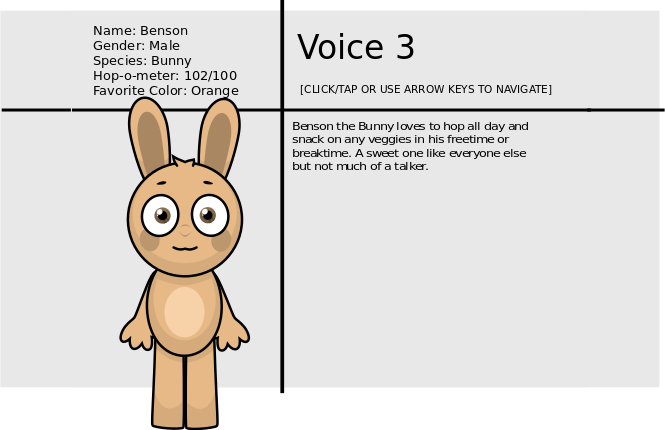 Name: Benson
Gender: Male
Species: Bunny
Hop-o-meter: 102/100
Favorite Color: Orange
Voice 3
[CLICK/TAP OR USE ARROW KEYS TO NAVIGATE]
Benson the Bunny loves to hop all day and
snack on any veggies in his freetime or
breaktime. A sweet one like everyone else
but not much of a talker.